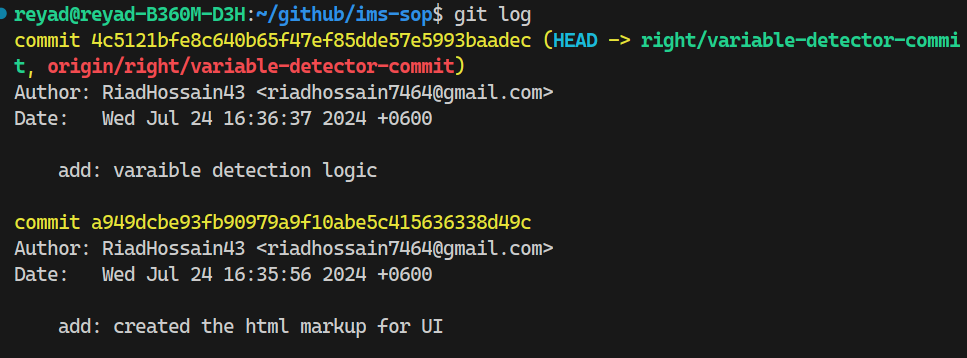 reyad@reyad-B360M-D3H:~/github/ims-sop$ git log
commit 4c5121bfe8c640b65f47ef85dde57e5993baadec (HEAD -> right/variable-detector-commi
t, origin/right/variable-detector-commit)
Author: RiadHossain43 <riadhossain7464@gmail.com>
Date:   Wed Jul 24 16:36:37 2024 +0600
    add: varaible detection logic
commit a949dcbe93fb90979a9f10abe5c415636338d49c
Author: RiadHossain43 <riadhossain7464@gmail.com>
Date:   Wed Jul 24 16:35:56 2024 +0600
    add: created the html markup for UI